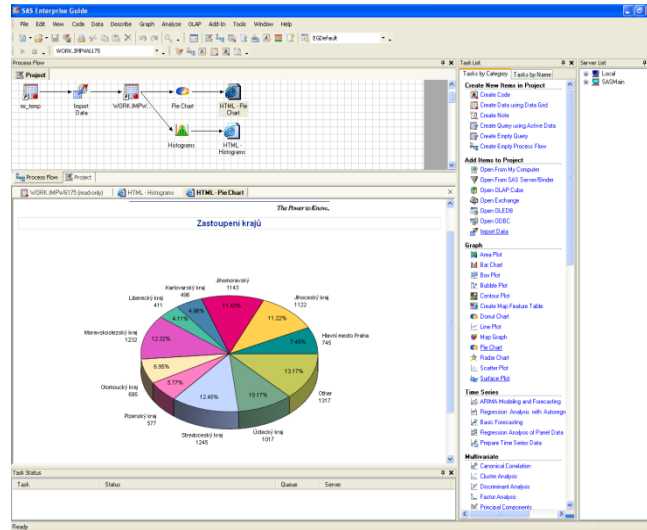 SAS Enterprise Guide
File Edit View Code Data Describe Graph Analyze OLAP Add-In Tools Window Help
EGDefault
WORK.IMPW6175
Process Flow
Project
Import Data
WORK.IMPW...
Pie Chart
HTML - Pie Chart
Histograms
HTML - Histograms
Process Flow Project
WORK.IMPW6175 (read-only) HTML - Histograms HTML - Pie Chart
The Power to Know..
Zastoupení krajů
Jihomoravský
1143
11.43%
Jihocecký kraj
1122
11.22%
Hlavní mesto Praha
745
7.45%
Other
1317
13.17%
Ústecký kraj
1017
10.17%
Stredoceský kraj
1245
12.45%
Plzenský kraj
577
5.77%
Olomoucký kraj
695
6.95%
Moravskoslezský kraj
1232
12.32%
Liberecký kraj
411
4.11%
Karlovarský kraj
496
4.96%
Task Status
Task Status Queue Server
Ready
Task List
Tasks by Category Tasks by Name
Create New Items in Project
Create Code
Create Data using Data Grid
Create Note
Create Query using Active Data
Create Empty Query
Create Empty Process Flow
Add Items to Project
Open From My Computer
Open From SAS Server/Binder
Open OLAP Cube
Open Exchange
Open OLEDB
Open ODBC
Import Data
Graph
Area Plot
Bar Chart
Box Plot
Bubble Plot
Contour Plot
Create Map Feature Table
Donut Chart
Line Plot
Map Graph
Pie Chart
Radar Chart
Scatter Plot
Surface Plot
Time Series
ARIMA Modeling and Forecasting
Regression Analysis with Autoregre
Basic Forecasting
Regression Analysis of Panel Data
Prepare Time Series Data
Multivariate
Canonical Correlation
Cluster Analysis
Discriminant Analysis
Factor Analysis
Principal Components
Server List
Local
SASMain